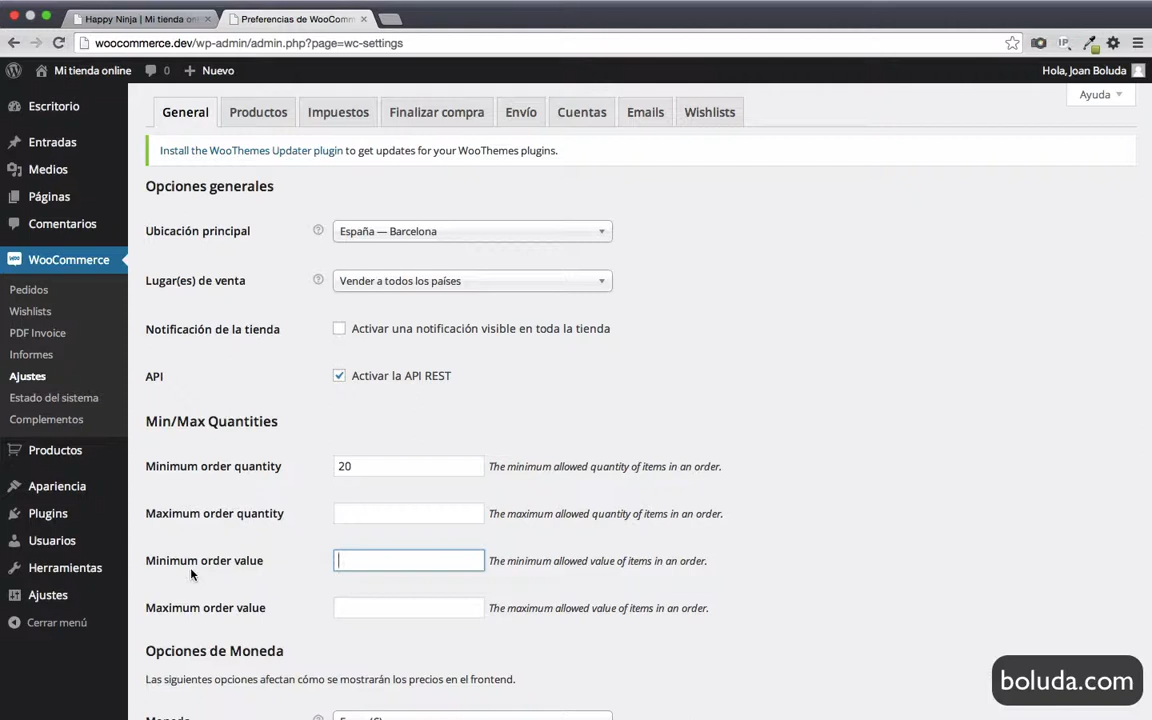 Happy Ninja | Mi tienda on
Preferencias de WooComm
woocommerce.dev/wp-admin/admin.php?page=wc-settings
Mi tienda online
0
Nuevo
Hola, Joan Boluda
Escritorio
Entradas
Medios
Páginas
Comentarios
WooCommerce
Pedidos
Wishlists
PDF Invoice
Informes
Ajustes
Estado del sistema
Complementos
Productos
Apariencia
Plugins
Usuarios
Herramientas
Ajustes
Cerrar menú
Ayuda
General Productos Impuestos Finalizar compra Envío Cuentas Emails Wishlists
Install the WooThemes Updater plugin to get updates for your WooThemes plugins.
Opciones generales
Ubicación principal
España — Barcelona
Lugar(es) de venta
Vender a todos los países
Notificación de la tienda
Activar una notificación visible en toda la tienda
API
Activar la API REST
Min/Max Quantities
Minimum order quantity
20
The minimum allowed quantity of items in an order.
Maximum order quantity
The maximum allowed quantity of items in an order.
Minimum order value
The minimum allowed value of items in an order.
Maximum order value
The maximum allowed value of items in an order.
Opciones de Moneda
Las siguientes opciones afectan cómo se mostrarán los precios en el frontend.
boluda.com